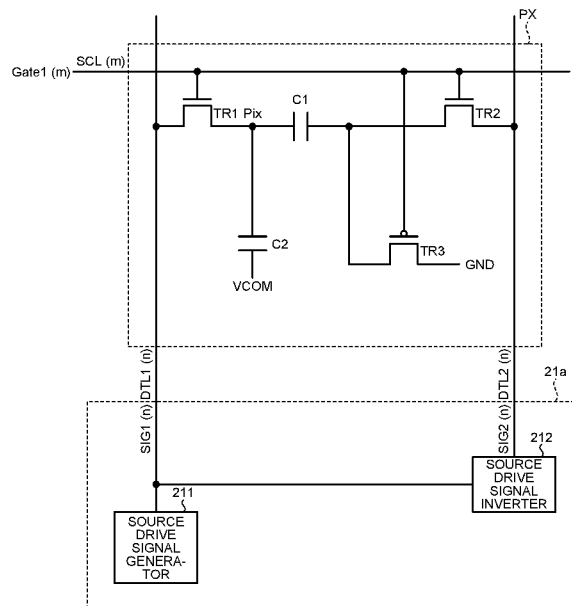 PX
SCL (m)
Gate1 (m)
C1
TR1 Pix
TR2
C2
TR3
GND
VCOM
DTL1 (n)
DTL2 (n)
21a
SIG1 (n)
SIG2 (n)
212
SOURCE
DRIVE
SIGNAL
INVERTER
211
SOURCE
DRIVE
SIGNAL
GENERA-
TOR